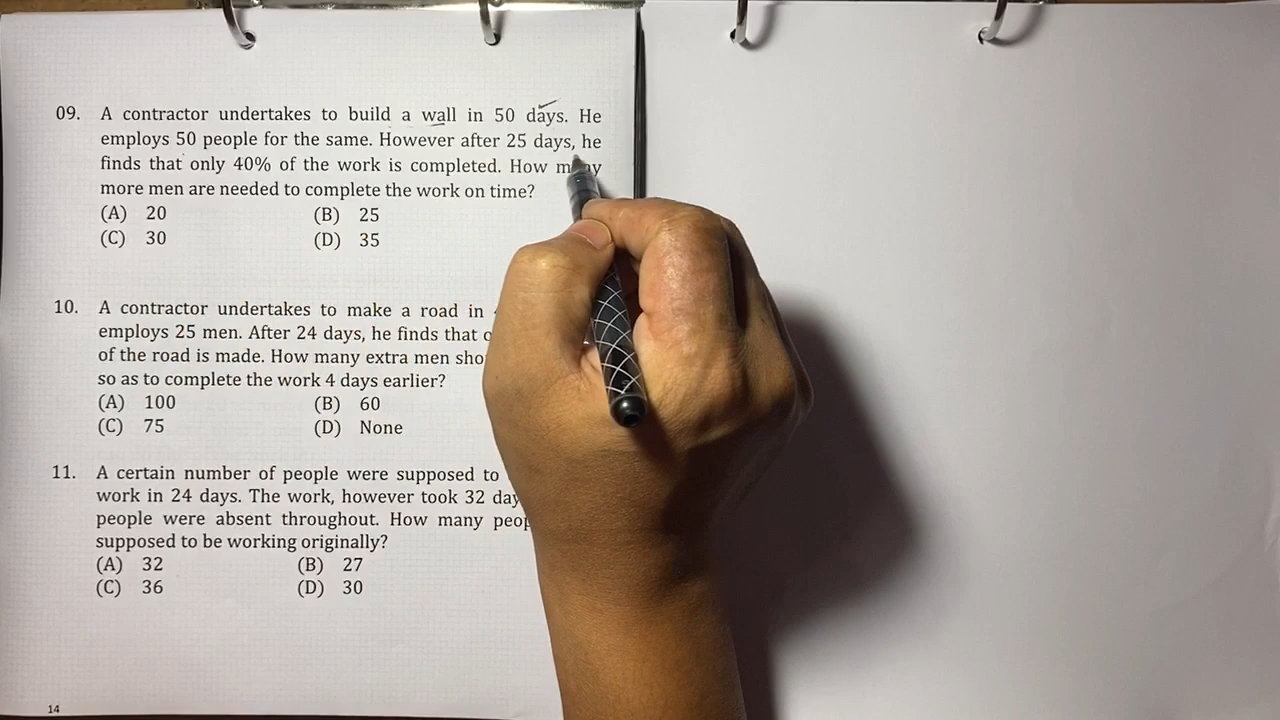 09. A contractor undertakes to build a wall in 50 days. He
employs 50 people for the same. However after 25 days, he
finds that only 40% of the work is completed. How many
more men are needed to complete the work on time?
(A) 20 (B) 25
(C) 30 (D) 35
10. A contractor undertakes to make a road in
employs 25 men. After 24 days, he finds that
of the road is made. How many extra men
so as to complete the work 4 days earlier?
(A) 100 (B) 60
(C) 75 (D) None
11. A certain number of people were supposed to
work in 24 days. The work, however took 32
people were absent throughout. How many
supposed to be working originally?
(A) 32 (B) 27
(C) 36 (D) 30
14